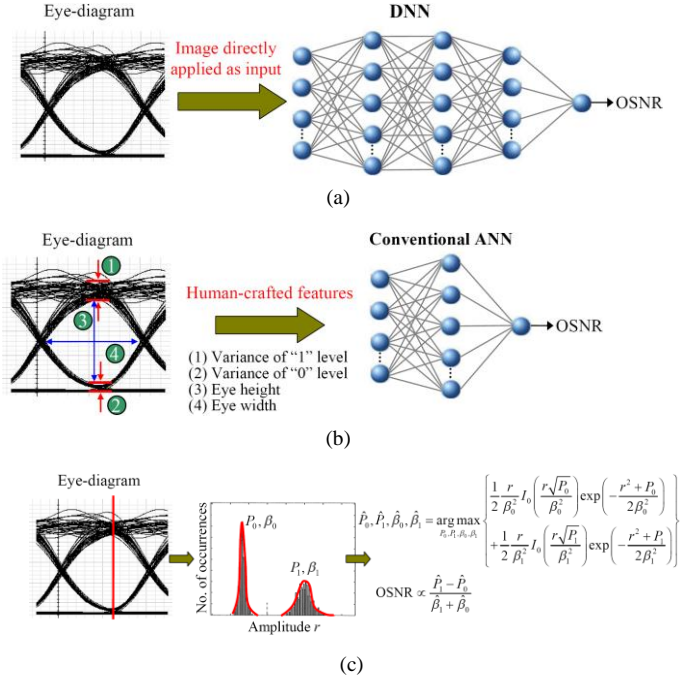 Eye-diagram
DNN
Image directly
applied as input
OSNR
(a)
Eye-diagram
Conventional ANN
1
Human-crafted features
3
4
OSNR
(1) Variance of “1” level
(2) Variance of “0” level
(3) Eye height
(4) Eye width
2
(b)
Eye-diagram
No. of occurrences
P₀, β₀
P₁, β₁
Amplitude r
P̂₀, P̂₁, β̂₀, β̂₁ = arg max_{P₀,P₁,β₀,β₁} { 1/2 r/β₀² I₀(r√P₀/β₀²) exp(−(r² + P₀)/2β₀²)
+ 1/2 r/β₁² I₀(r√P₁/β₁²) exp(−(r² + P₁)/2β₁²) }
OSNR ∝ (P̂₁ − P̂₀)/(β̂₁ + β̂₀)
(c)